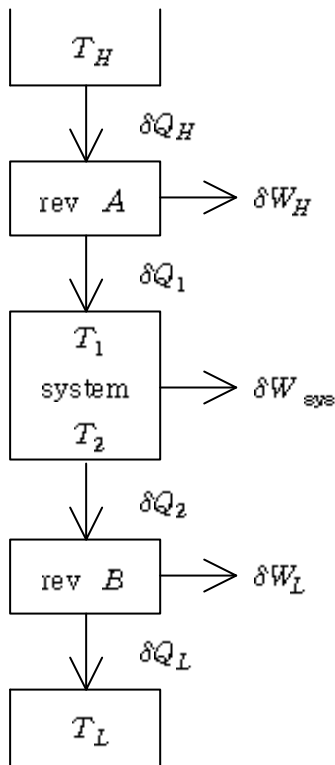 T_H
δQ_H
rev A
δW_H
δQ_1
T_1
system
δW_sys
T_2
δQ_2
rev B
δW_L
δQ_L
T_L